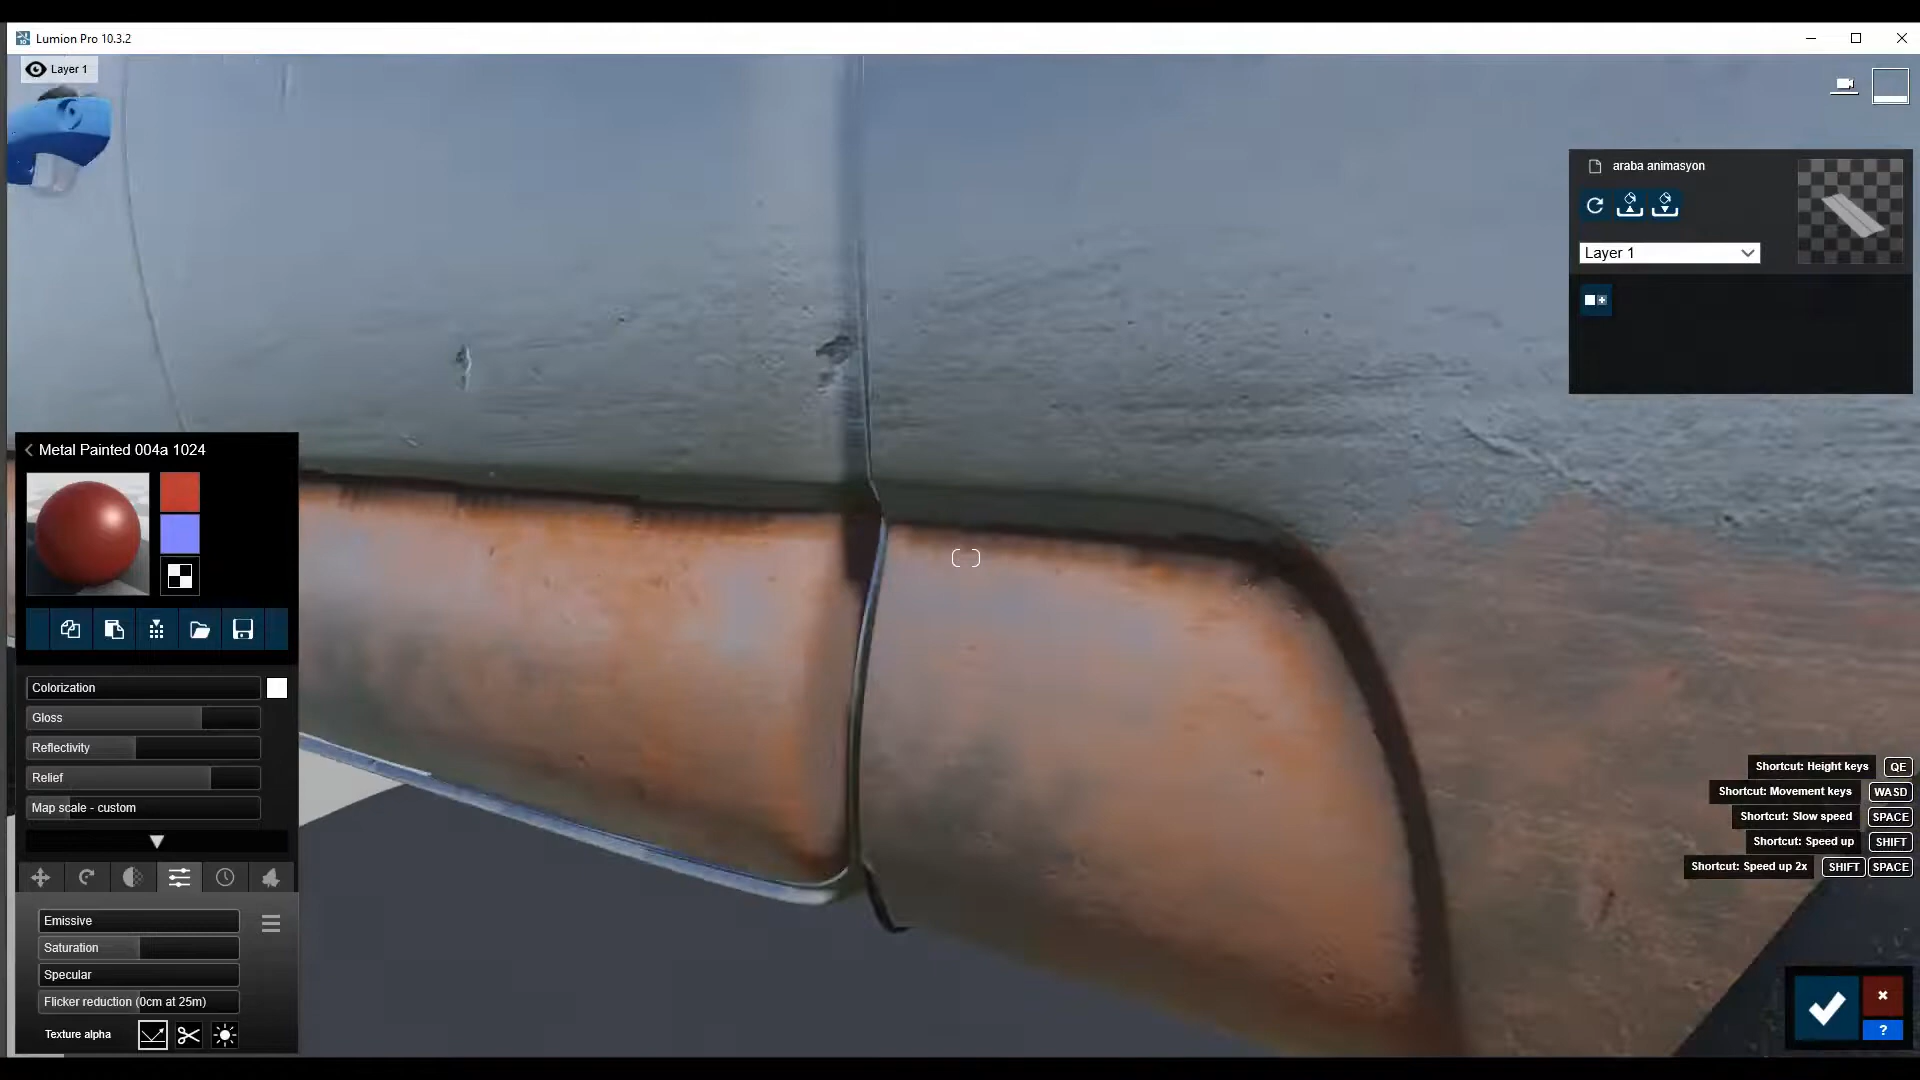 Lumion Pro 10.3.2
Layer 1
araba animasyon
Layer 1
Metal Painted 004a 1024
Colorization
Gloss
Reflectivity
Relief
Map scale - custom
Emissive
Saturation
Specular
Flicker reduction (0cm at 25m)
Texture alpha
Shortcut: Height keys QE
Shortcut: Movement keys WASD
Shortcut: Slow speed SPACE
Shortcut: Speed up SHIFT
Shortcut: Speed up 2x SHIFT SPACE
?